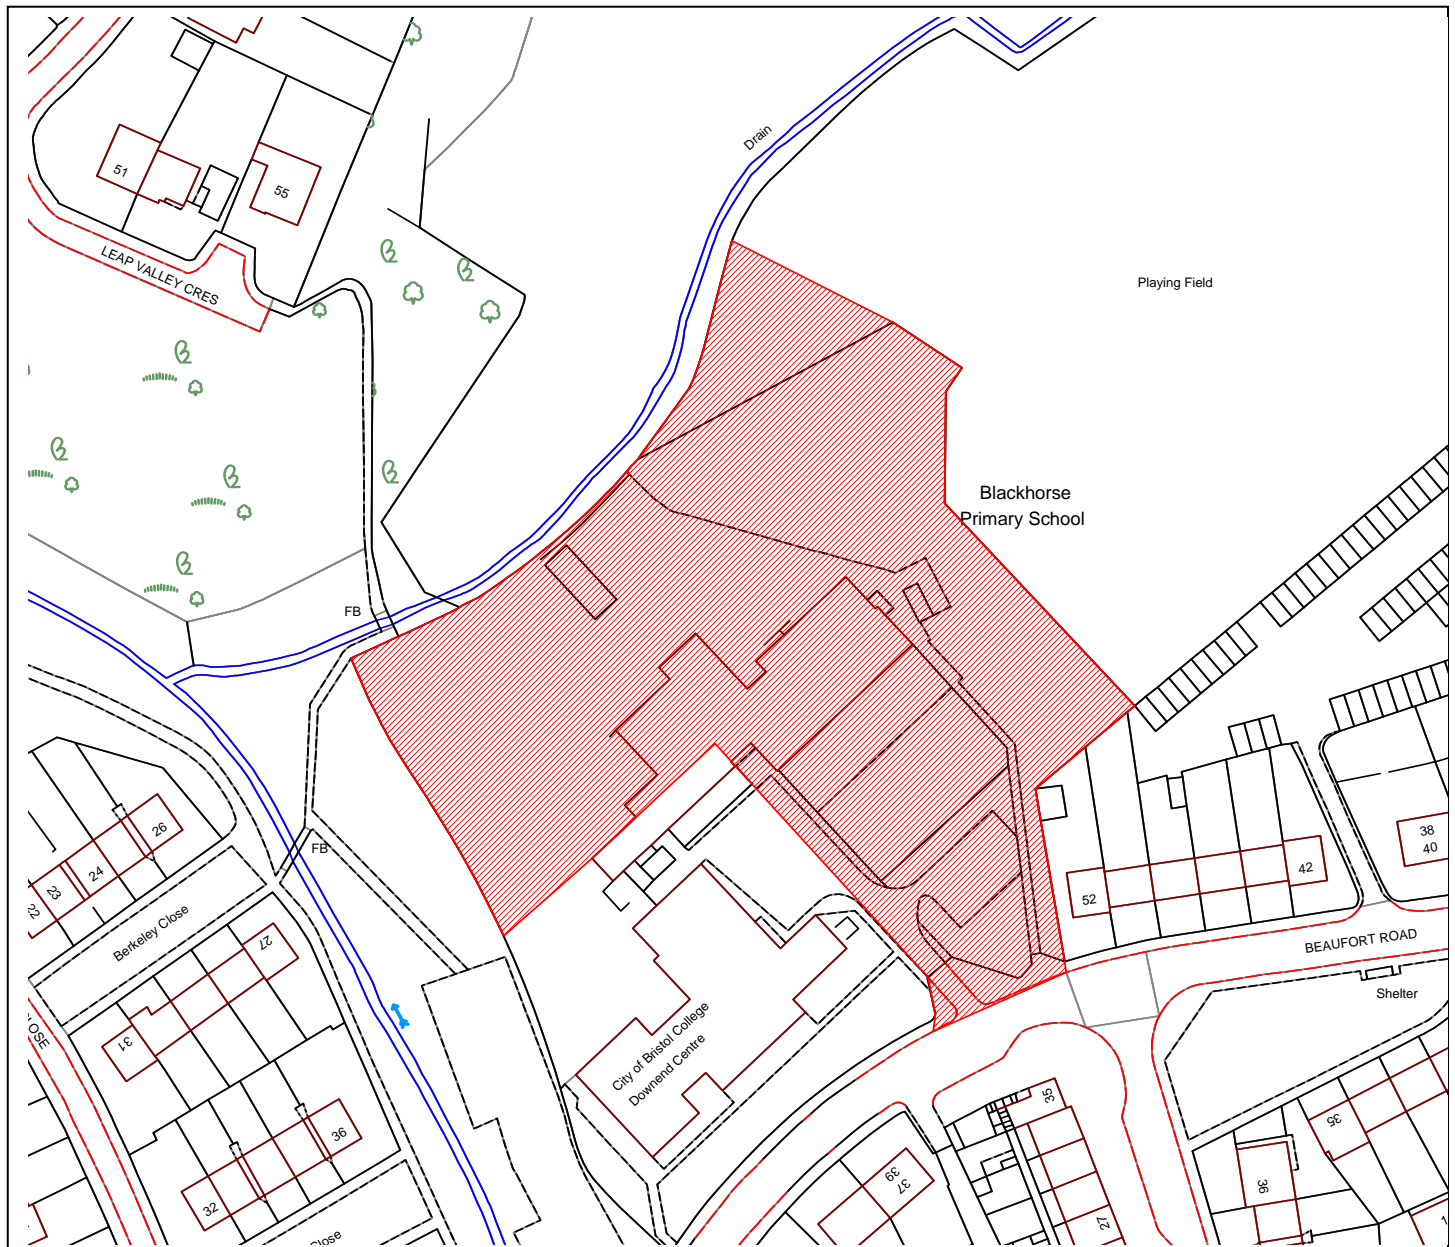 Drain
51
55
LEAP VALLEY CRES
Playing Field
Blackhorse
Primary School
FB
FB
26
24
23
22
Berkeley Close
27
31
36
32
Close
LOSE
City of Bristol College
Downend Centre
52
42
38
40
BEAUFORT ROAD
Shelter
35
39
37
27
35
36
1